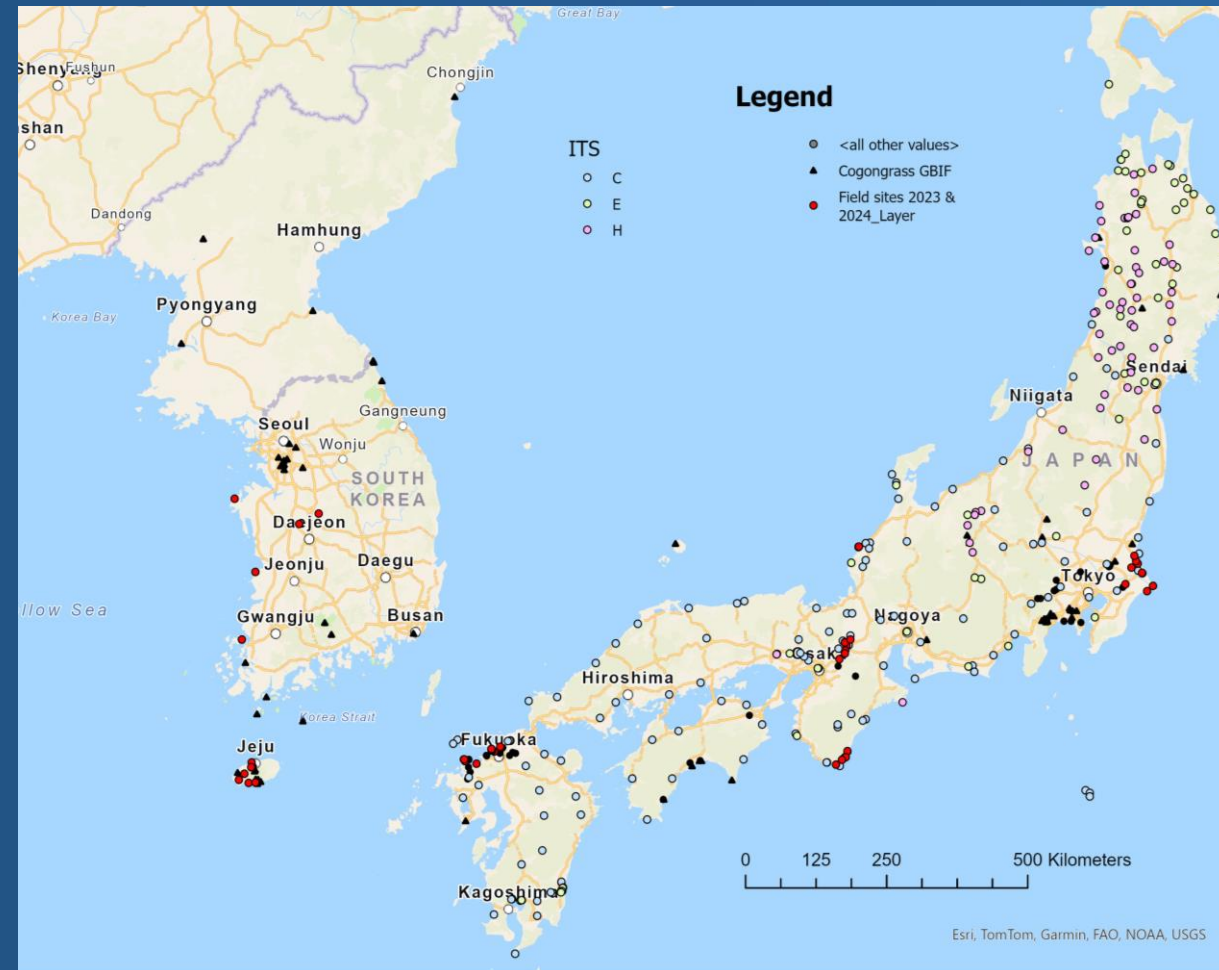 Great Bay
Shenyang
Fushun
Chongjin
shan
Legend
ITS
C
E
H
<all other values>
Cogongrass GBIF
Field sites 2023 &
2024_Layer
Dandong
Hamhung
Pyongyang
Korea Bay
Sendai
Niigata
Gangneung
Seoul
Wonju
SOUTH
KOREA
JAPAN
Daejeon
Jeonju
Daegu
Tokyo
llow Sea
Gwangju
Busan
Nagoya
Osak
Hiroshima
Korea Strait
Jeju
Fukuoka
Kagoshima
0 125 250 500 Kilometers
Esri, TomTom, Garmin, FAO, NOAA, USGS